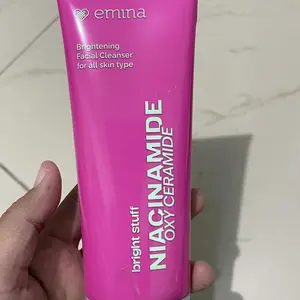 emina
Brightening
Facial Cleanser
for all skin type
bright stuff
NIACINAMIDE
OXY CERAMIDE